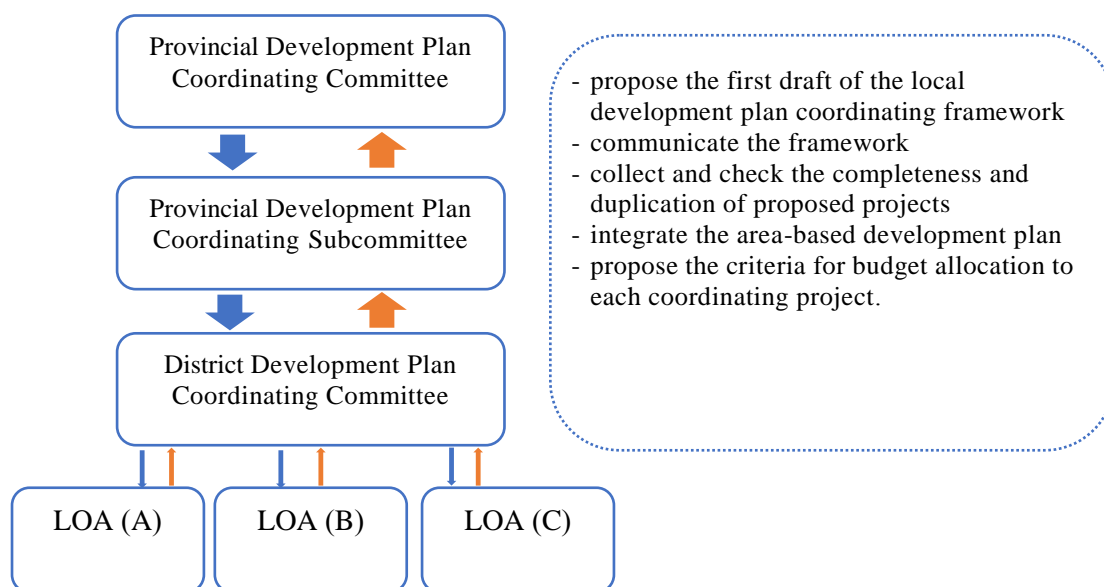 Provincial Development Plan
Coordinating Committee
Provincial Development Plan
Coordinating Subcommittee
District Development Plan
Coordinating Committee
LOA (A)
LOA (B)
LOA (C)
- propose the first draft of the local
development plan coordinating framework
- communicate the framework
- collect and check the completeness and
duplication of proposed projects
- integrate the area-based development plan
- propose the criteria for budget allocation to
each coordinating project.